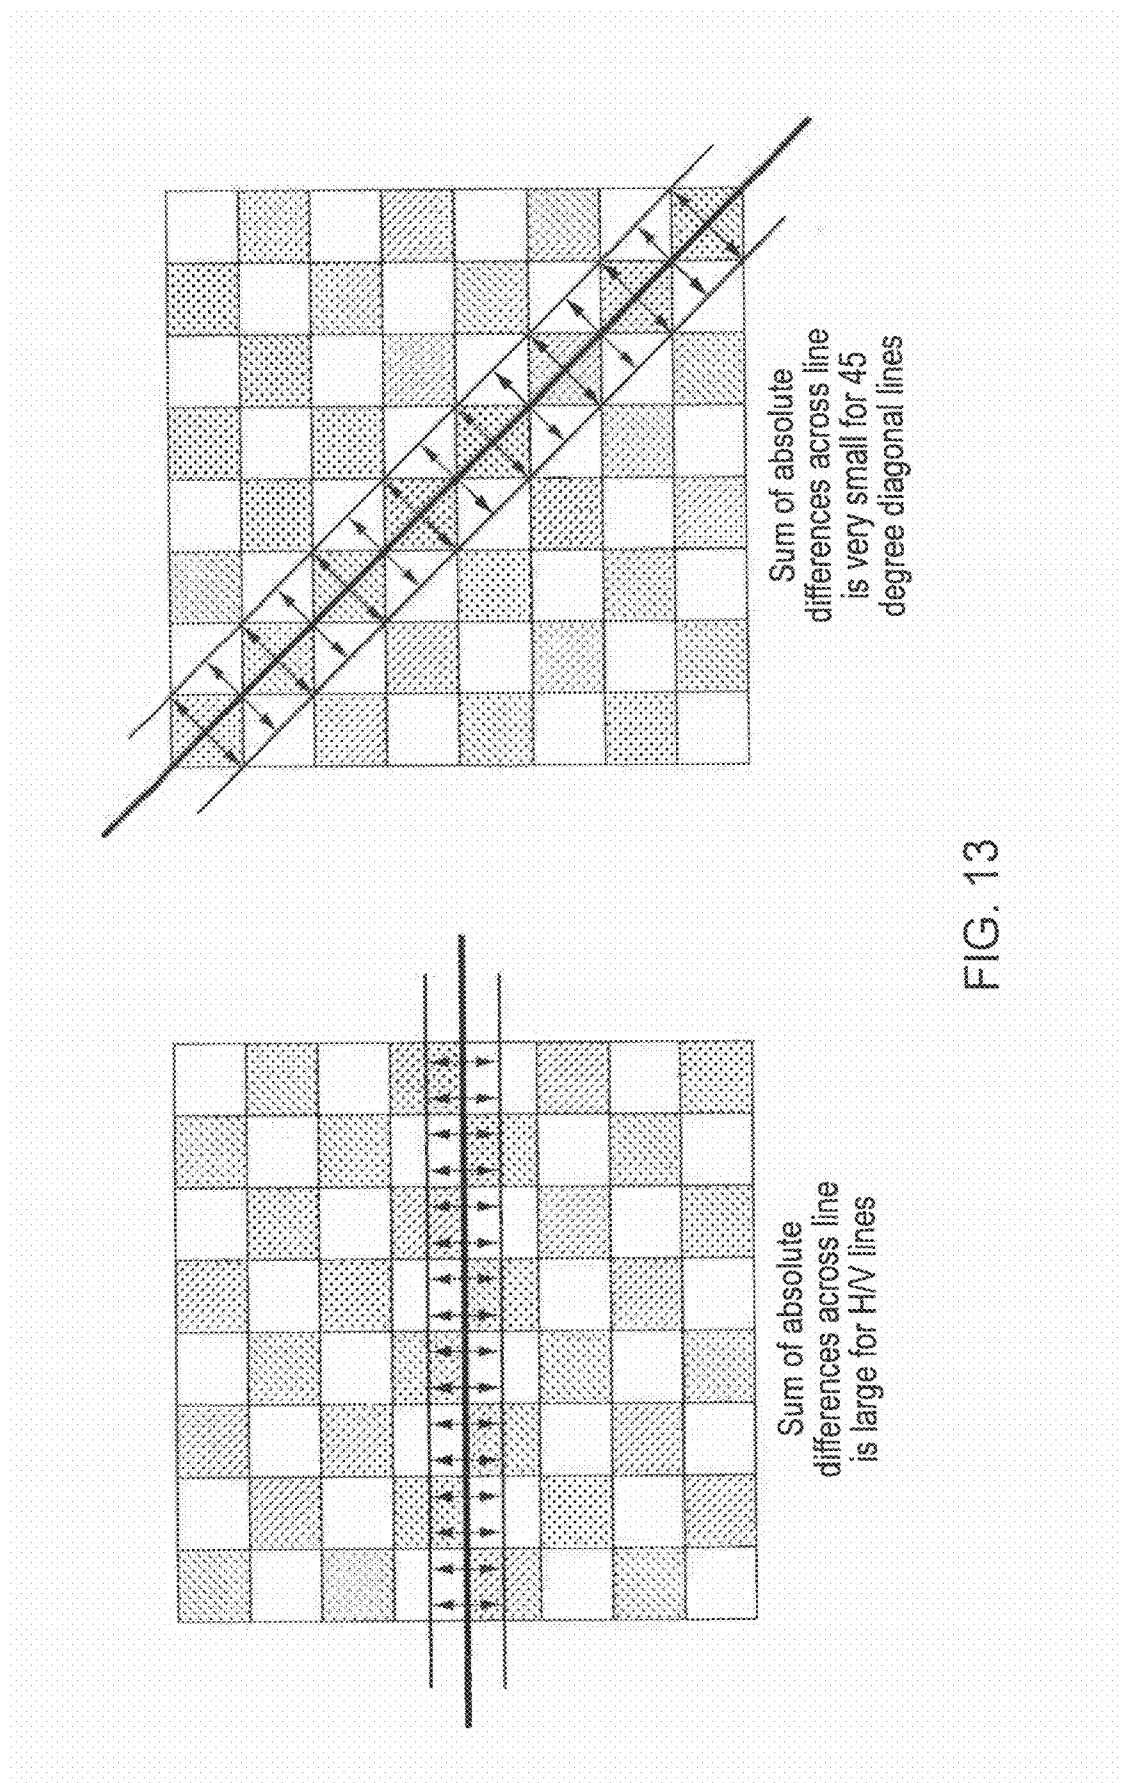 Sum of absolute
differences across line
is large for H/V lines
Sum of absolute
differences across line
is very small for 45
degree diagonal lines
FIG. 13